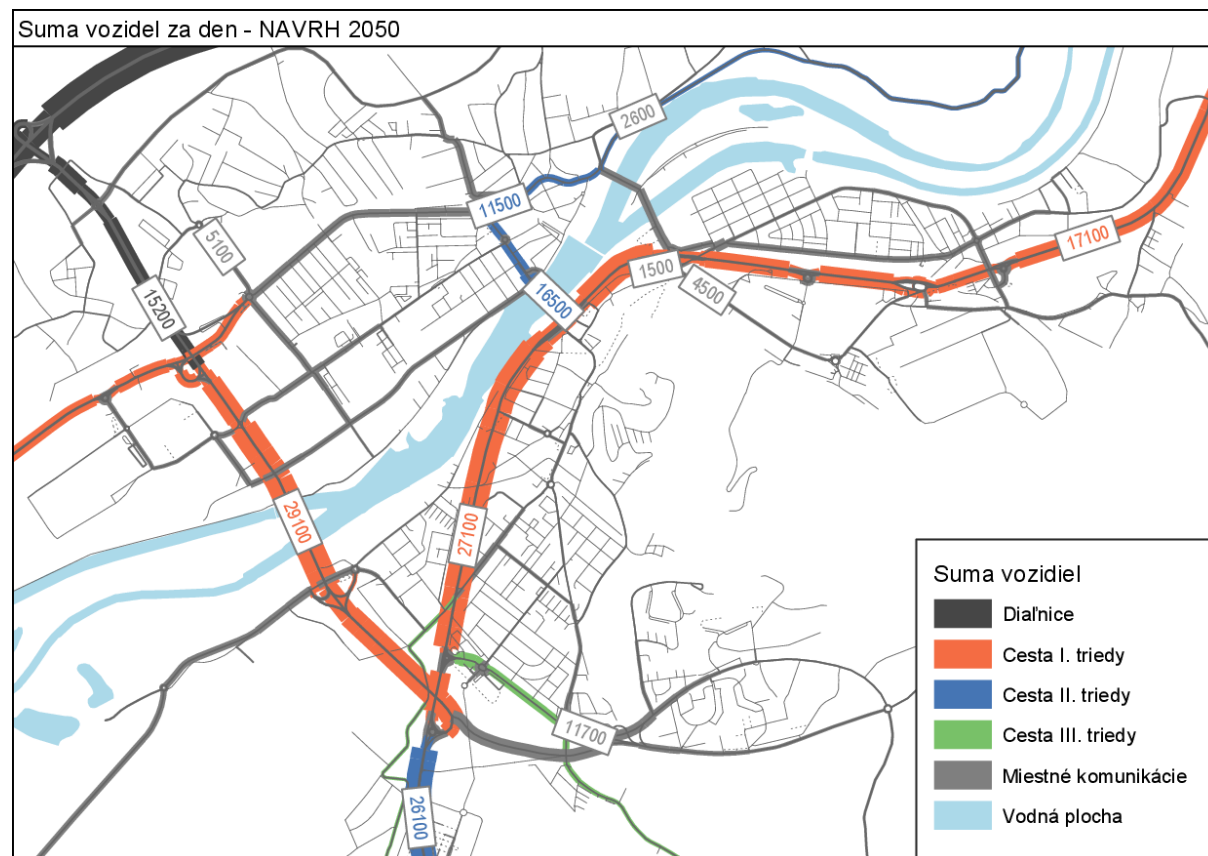 Suma vozidel za den - NAVRH 2050
2600
11500
5100
17100
1500
4500
16500
15200
29100
27100
11700
26100
Suma vozidiel
Diaľnice
Cesta I. triedy
Cesta II. triedy
Cesta III. triedy
Miestné komunikácie
Vodná plocha